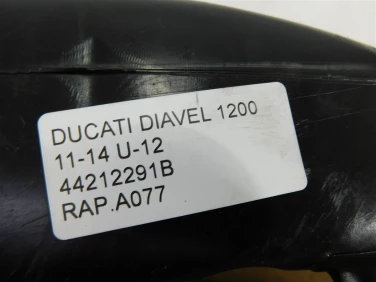 DUCATI DIAVEL 1200
11-14 U-12
44212291B
RAP.A077